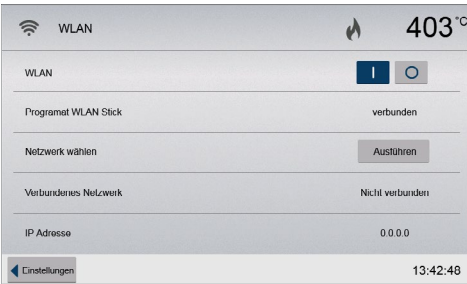 WLAN 403 °C
WLAN I O
Programat WLAN Stick verbunden
Netzwerk wählen Ausführen
Verbundenes Netzwerk Nicht verbunden
IP Adresse 0.0.0.0
Einstellungen 13:42:48